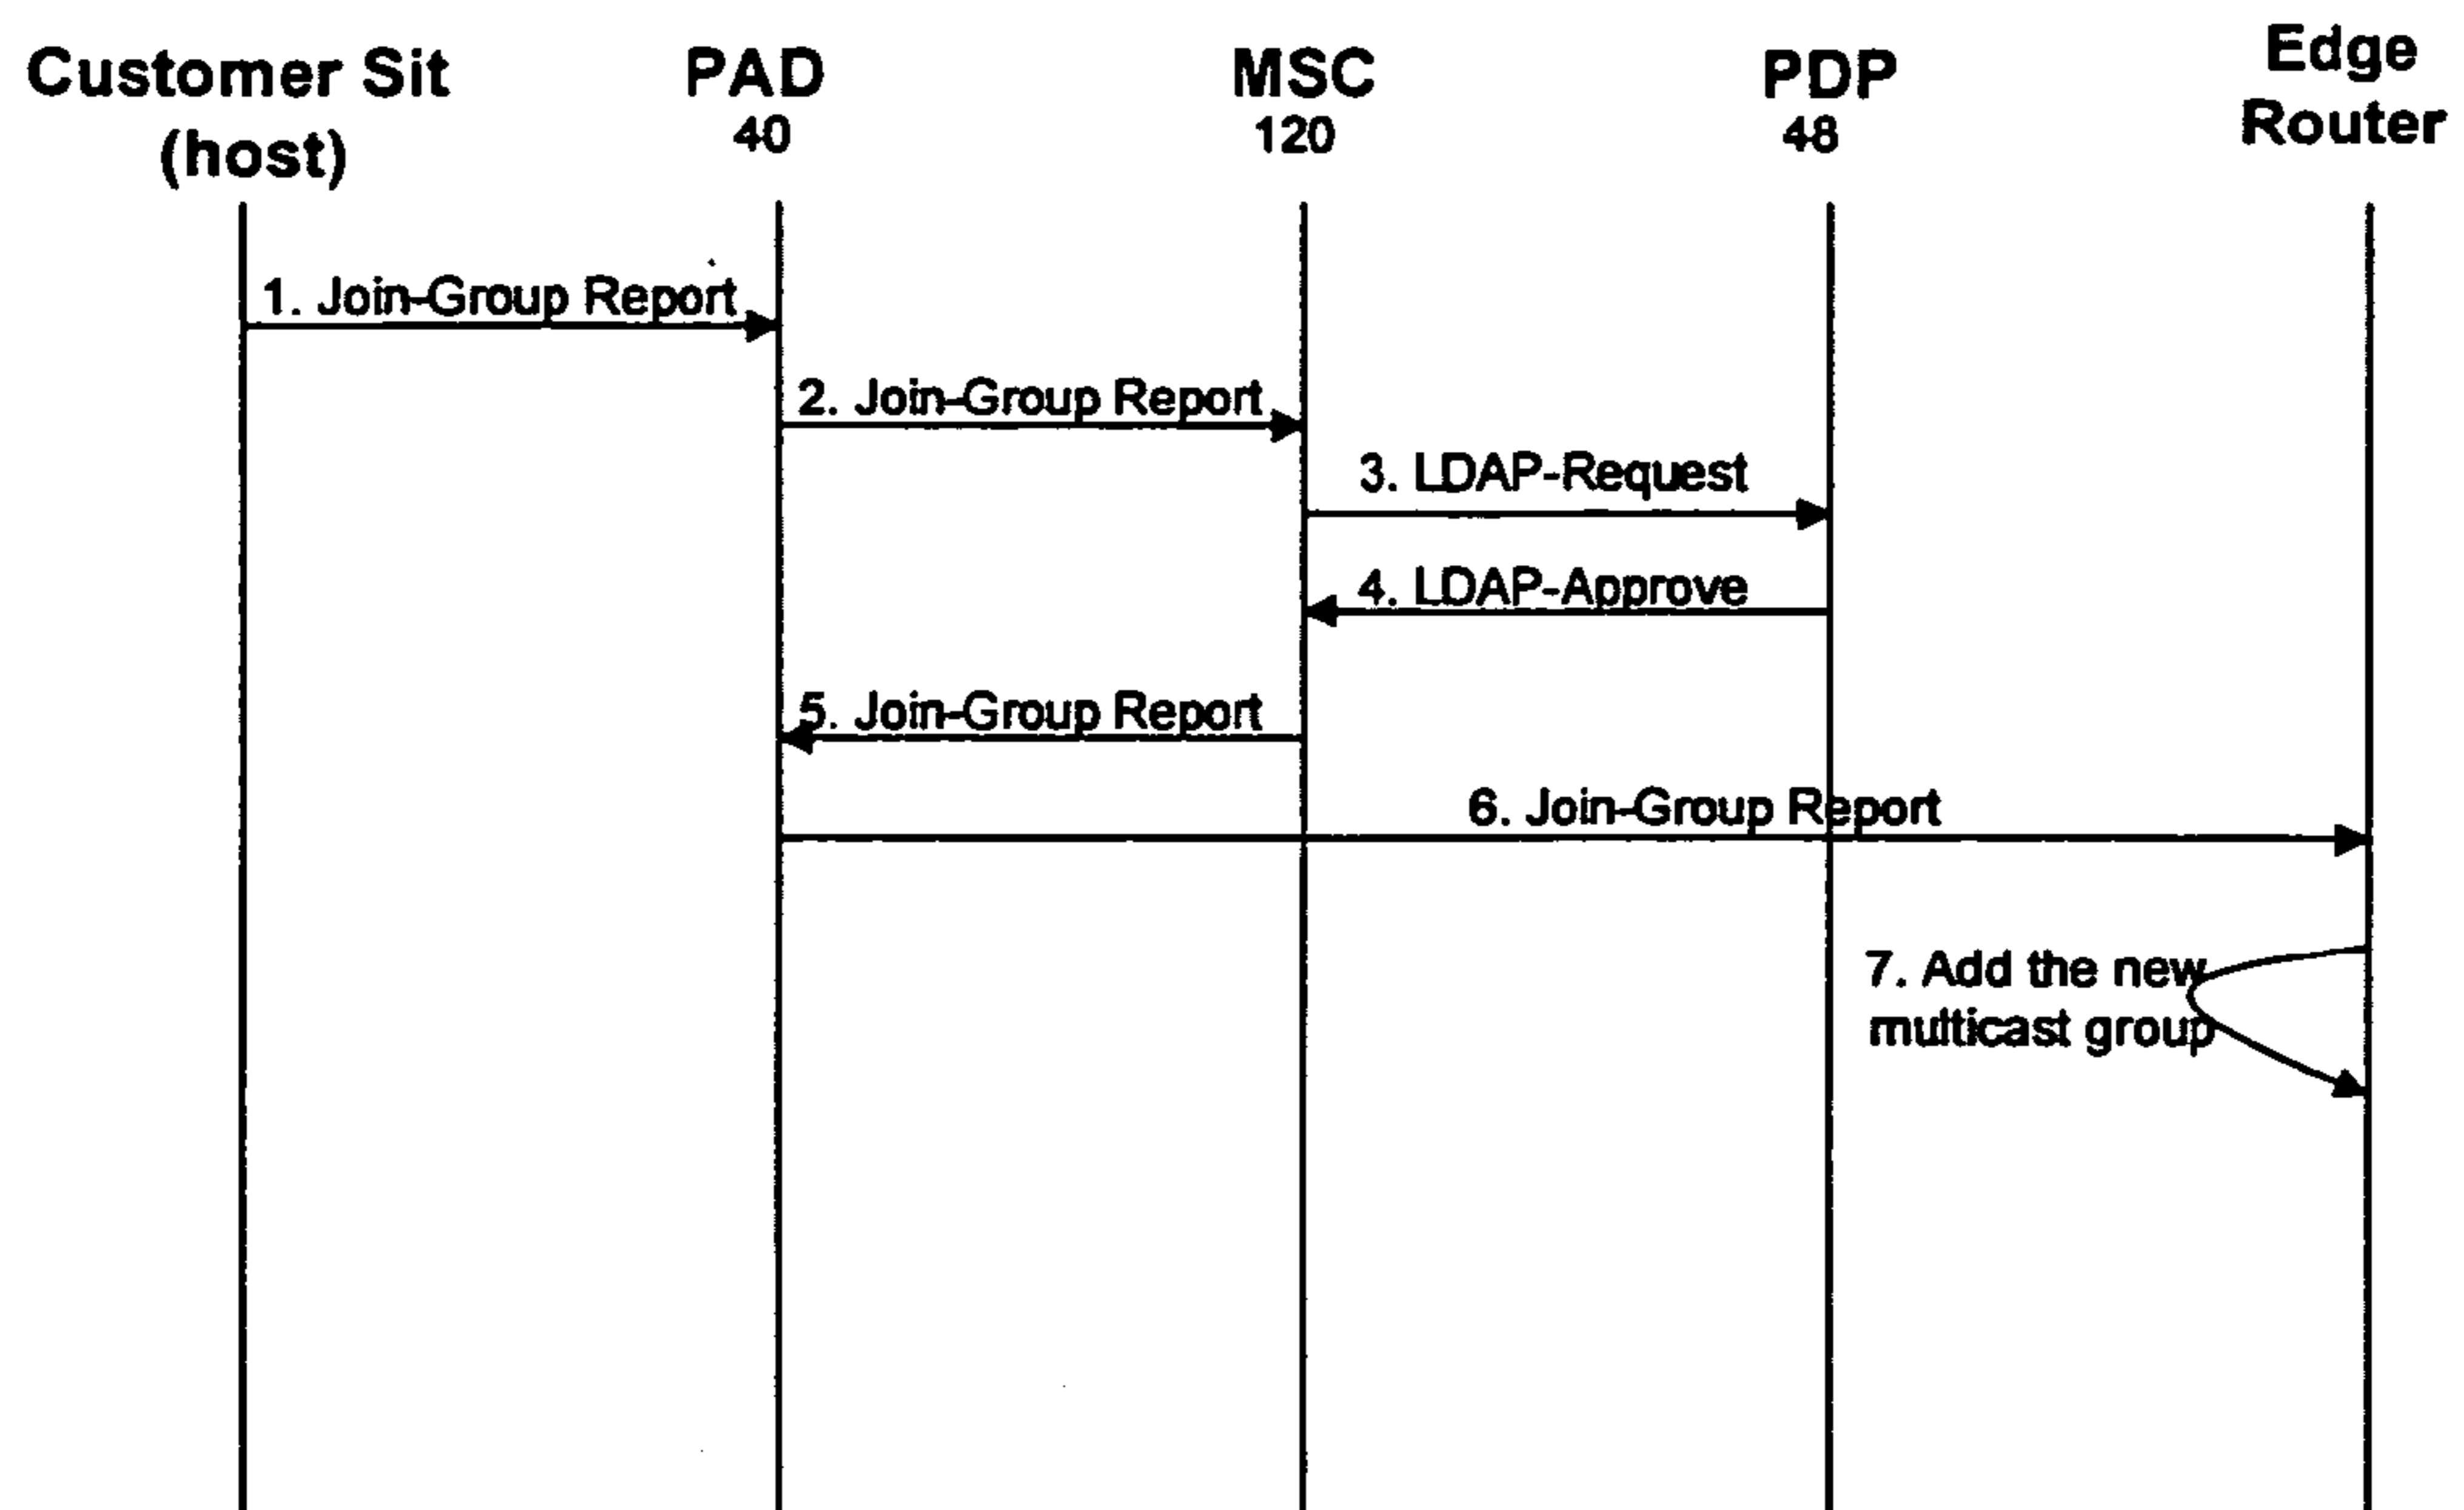 Customer Sit
(host)
PAD
40
MSC
120
PDP
48
Edge
Router
1. Join-Group Report
2. Join-Group Report
3. LDAP-Request
4. LDAP-Approve
5. Join-Group Report
6. Join-Group Report
7. Add the new
multicast group